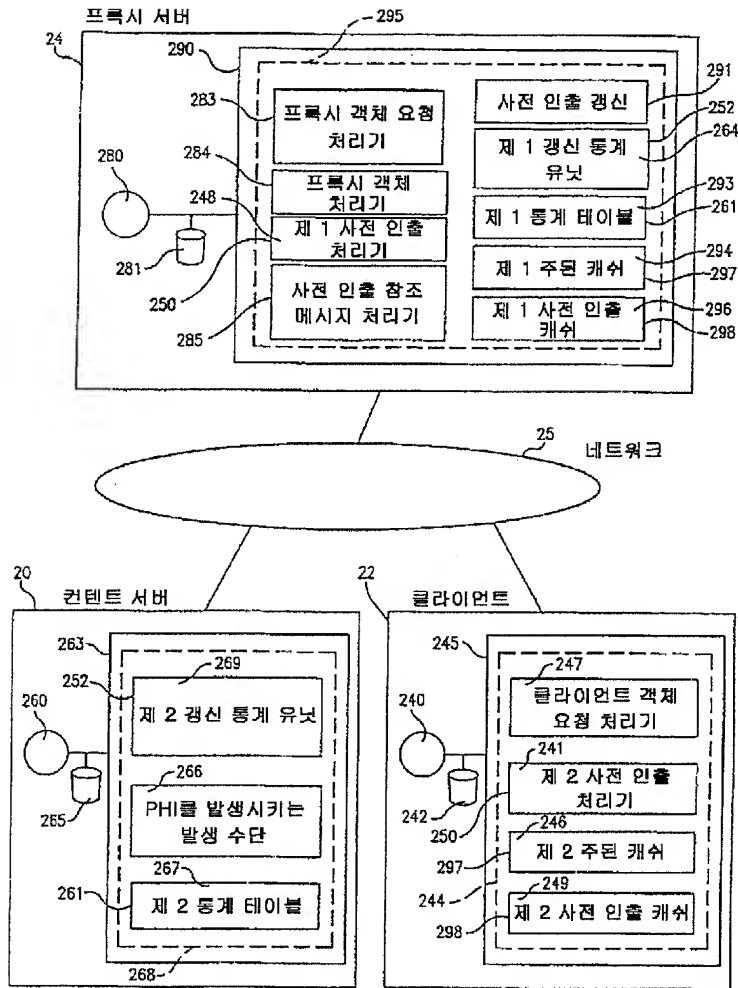 프록시 서버
24
290
295
283
프록시 객체 요청
처리기
284
프록시 객체
처리기
248
제 1 사전 인출
처리기
250
사전 인출 참조
메시지 처리기
285
280
281
291
사전 인출 갱신
252
264
제 1 갱신 통계
유닛
293
제 1 통계 테이블
261
294
제 1 주된 캐쉬
297
296
제 1 사전 인출
캐쉬
298
25
네트워크
20
컨텐트 서버
263
260
265
252
269
제 2 갱신 통계 유닛
266
PHI를 발생시키는
발생 수단
267
261
제 2 통계 테이블
268
22
클라이언트
245
240
242
247
클라이언트 객체
요청 처리기
241
제 2 사전 인출
처리기
250
246
297
제 2 주된 캐쉬
249
244
제 2 사전 인출 캐쉬
298